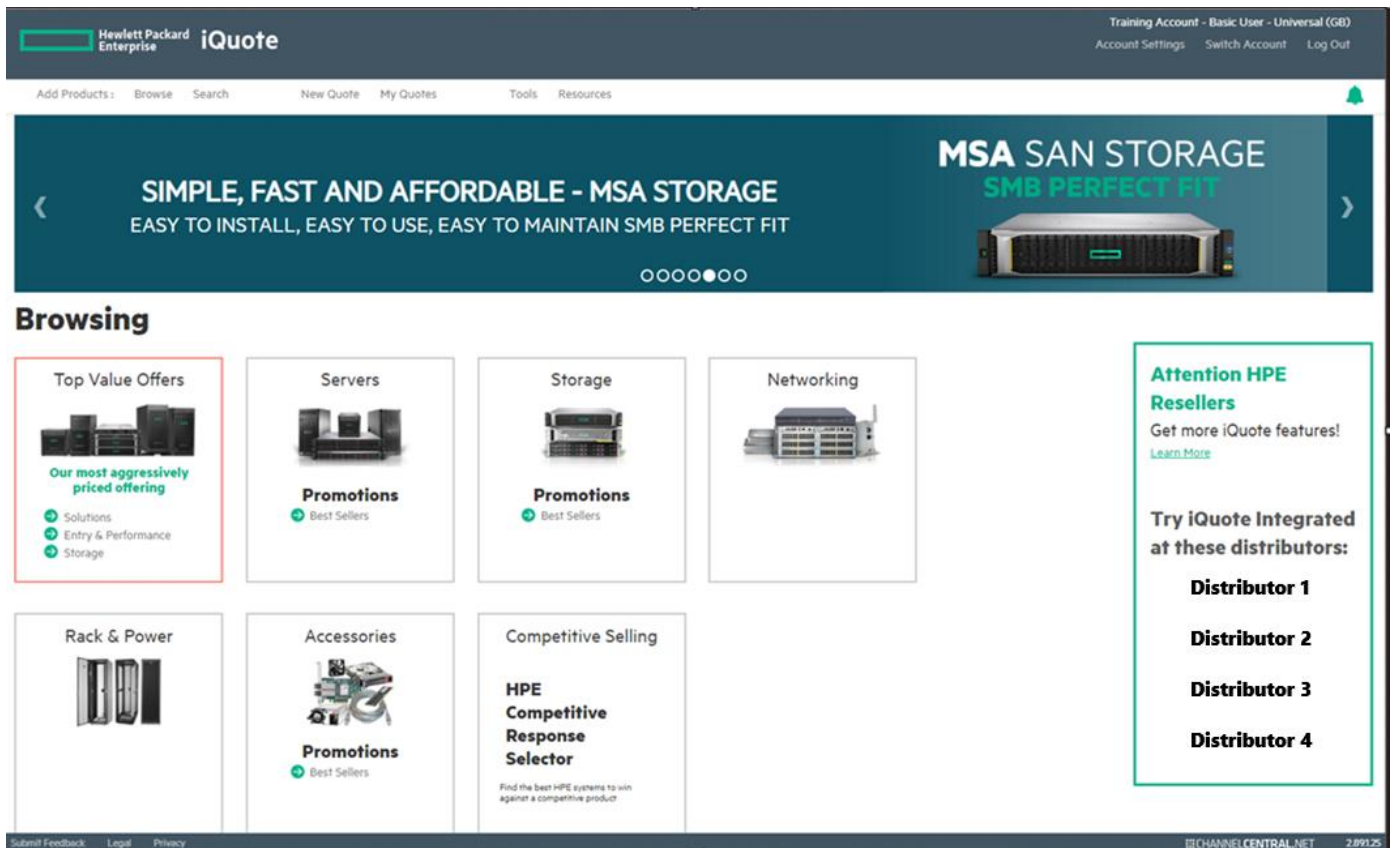 Hewlett Packard
Enterprise
iQuote
Training Account - Basic User - Universal (GB)
Account Settings Switch Account Log Out
Add Products : Browse Search New Quote My Quotes Tools Resources
SIMPLE, FAST AND AFFORDABLE - MSA STORAGE
EASY TO INSTALL, EASY TO USE, EASY TO MAINTAIN SMB PERFECT FIT
MSA SAN STORAGE
SMB PERFECT FIT
Browsing
Top Value Offers
Our most aggressively
priced offering
Solutions
Entry & Performance
Storage
Servers
Promotions
Best Sellers
Storage
Promotions
Best Sellers
Networking
Rack & Power
Accessories
Promotions
Best Sellers
Competitive Selling
HPE
Competitive
Response
Selector
Find the best HPE systems to win
against a competitive product
Attention HPE
Resellers
Get more iQuote features!
Learn More
Try iQuote Integrated
at these distributors:
Distributor 1
Distributor 2
Distributor 3
Distributor 4
Submit Feedback Legal Privacy
CHANNELCENTRAL.NET 2.89.1.25